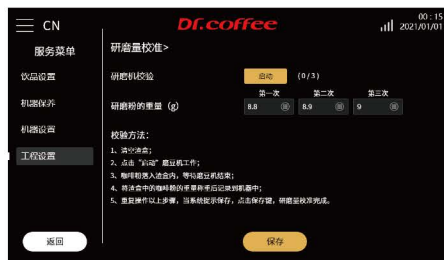 CN
Dr.coffee
00 : 15
2021/01/01
服务菜单
研磨量校准>
饮品设置
研磨机校验
启动
(0/3)
第一次
第二次
第三次
机器保养
研磨粉的重量（g）
8.8
8.9
9
机器设置
校验方法：
1、清空渣盒；
工程设置
2、点击“启动”磨豆机工作；
3、咖啡粉落入渣盒内，等待磨豆机结束；
4、将渣盒中的咖啡粉的重量称重后记录到机器中；
5、重复操作以上步骤，当系统提示保存，点击保存键，研磨量校准完成。
返回
保存